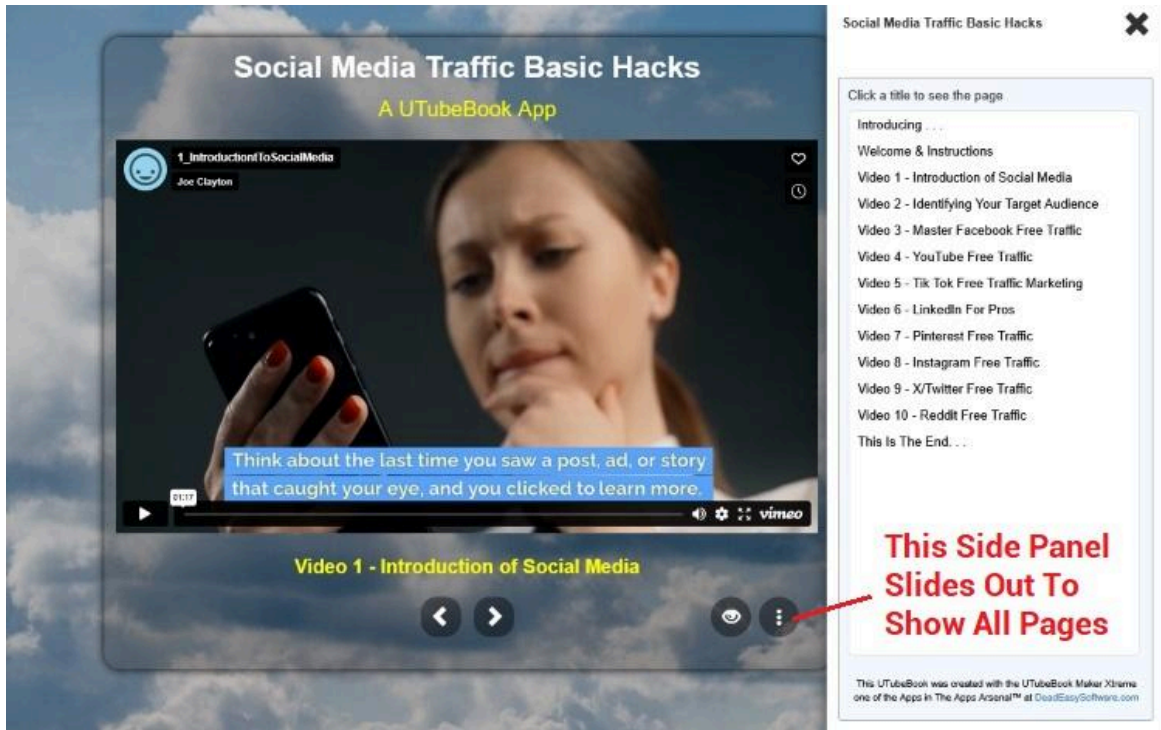 Social Media Traffic Basic Hacks
A UTubeBook App
1_IntroductiontToSocialMedia
Joe Clayton
Think about the last time you saw a post, ad, or story
that caught your eye, and you clicked to learn more.
01:17
vimeo
Video 1 - Introduction of Social Media
Social Media Traffic Basic Hacks
Click a title to see the page
Introducing . . .
Welcome & Instructions
Video 1 - Introduction of Social Media
Video 2 - Identifying Your Target Audience
Video 3 - Master Facebook Free Traffic
Video 4 - YouTube Free Traffic
Video 5 - Tik Tok Free Traffic Marketing
Video 6 - LinkedIn For Pros
Video 7 - Pinterest Free Traffic
Video 8 - Instagram Free Traffic
Video 9 - X/Twitter Free Traffic
Video 10 - Reddit Free Traffic
This Is The End. . .
This Side Panel
Slides Out To
Show All Pages
This UTubeBook was created with the UTubeBook Maker Xtreme
one of the Apps in The Apps Arsenal™ at DeadEasySoftware.com